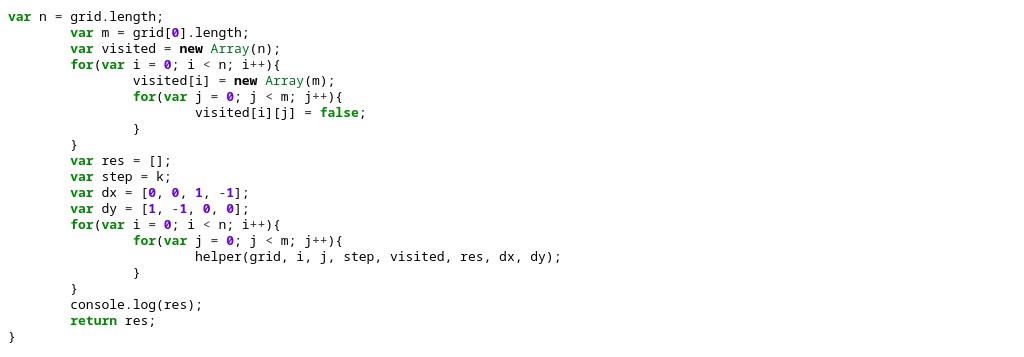 var n = grid.length;
        var m = grid[0].length;
        var visited = new Array(n);
        for(var i = 0; i < n; i++){
                visited[i] = new Array(m);
                for(var j = 0; j < m; j++){
                        visited[i][j] = false;
                }
        }
        var res = [];
        var step = k;
        var dx = [0, 0, 1, -1];
        var dy = [1, -1, 0, 0];
        for(var i = 0; i < n; i++){
                for(var j = 0; j < m; j++){
                        helper(grid, i, j, step, visited, res, dx, dy);
                }
        }
        console.log(res);
        return res;
}